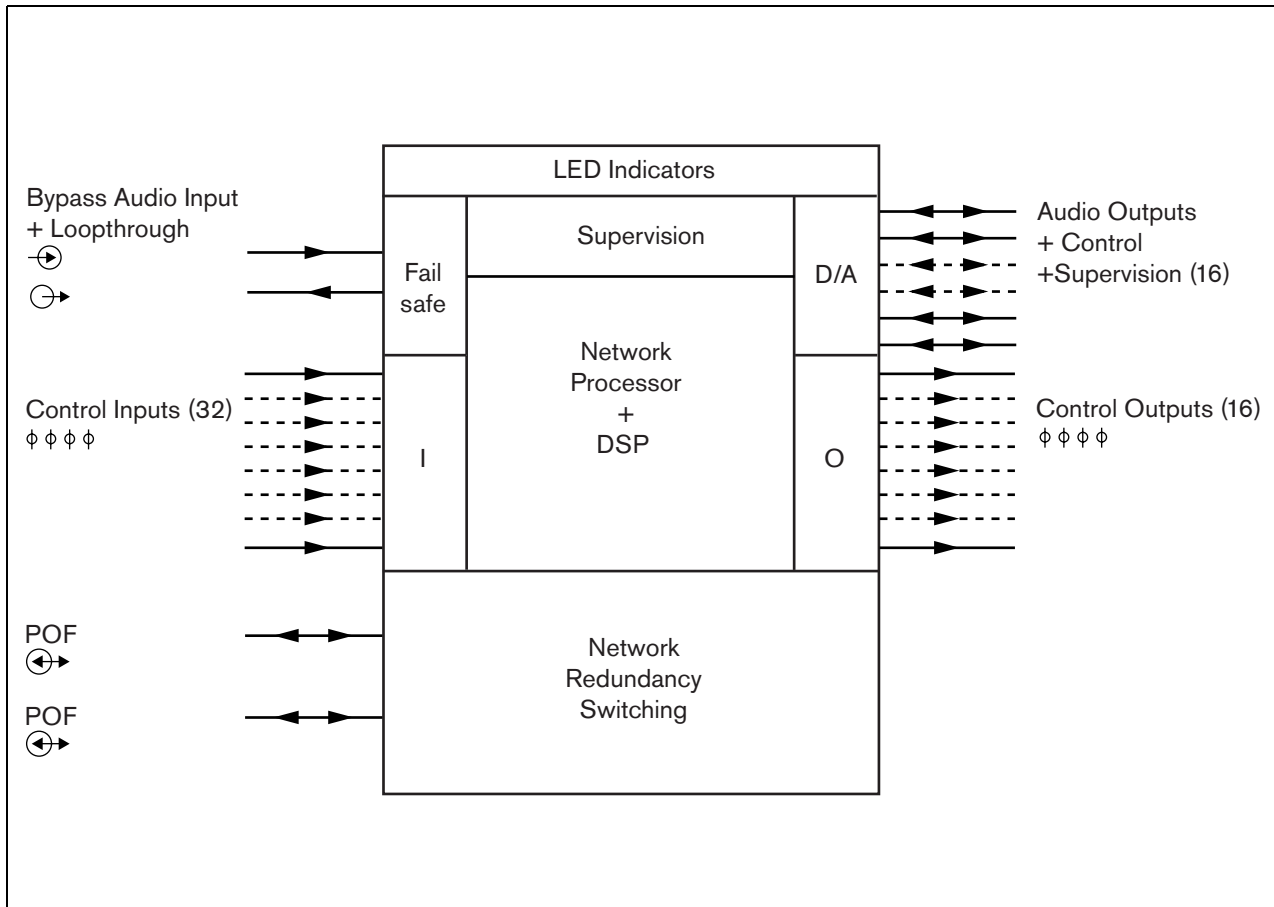 LED Indicators
Bypass Audio Input
+ Loopthrough
Fail
safe
Supervision
D/A
Audio Outputs
+ Control
+Supervision (16)
Control Inputs (32)
I
Network
Processor
+
DSP
O
Control Outputs (16)
POF
POF
Network
Redundancy
Switching